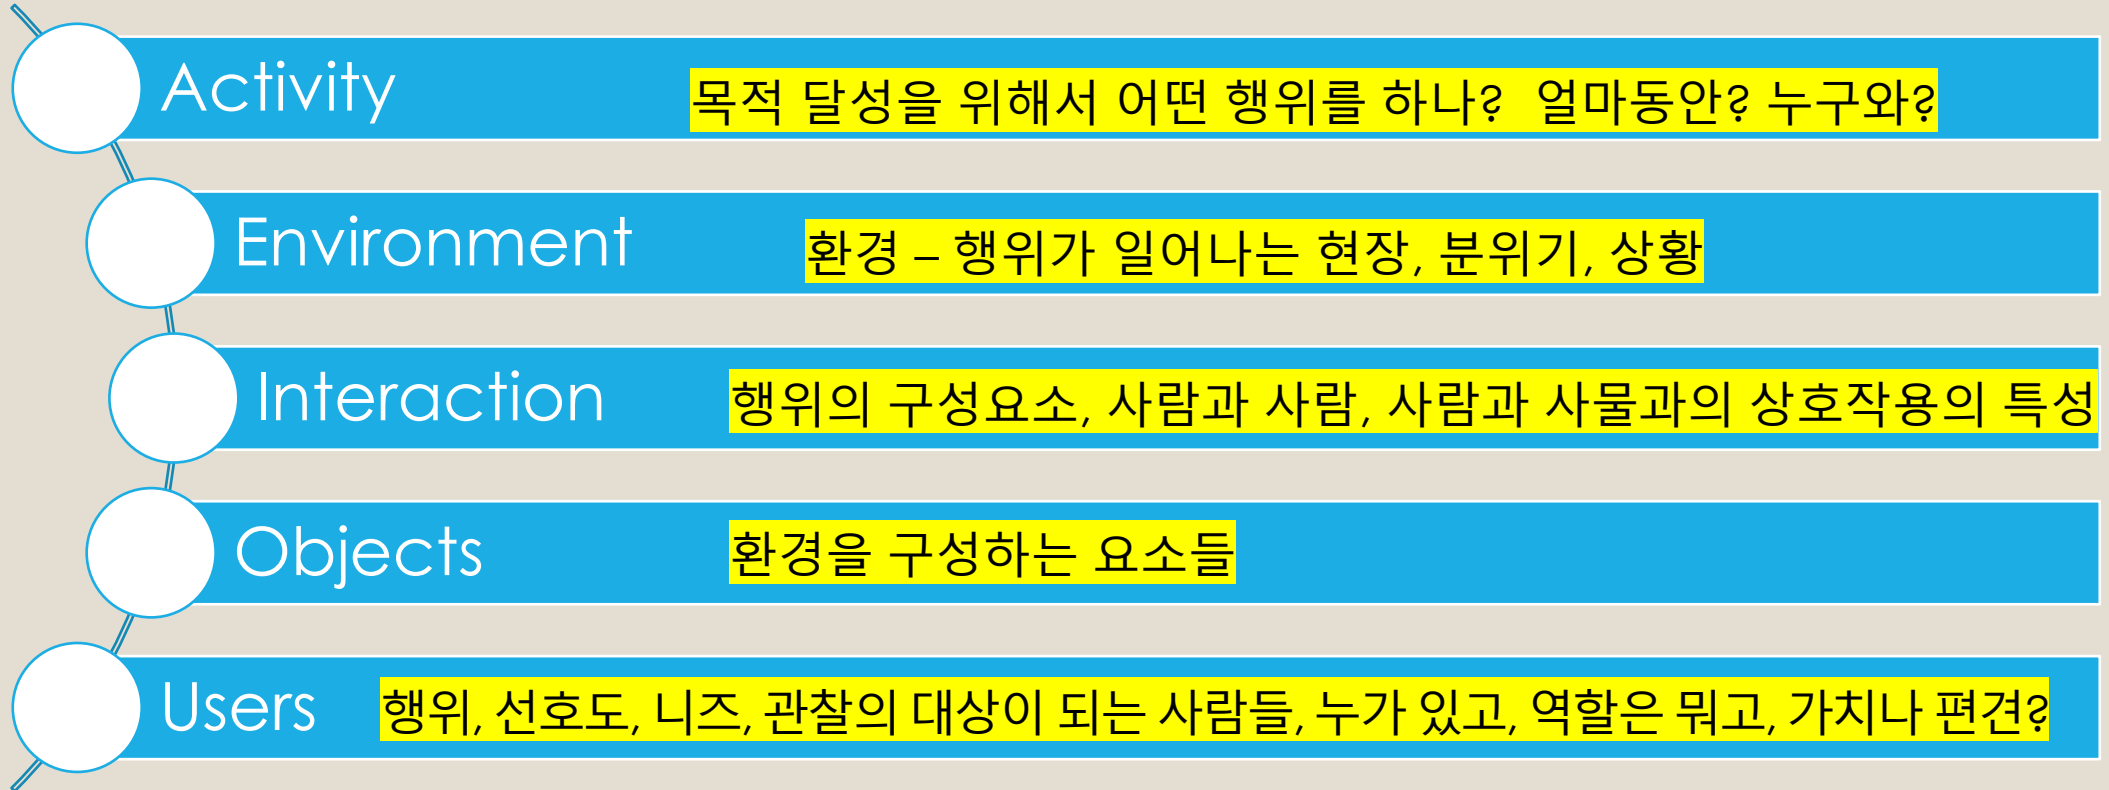 Activity 목적 달성을 위해서 어떤 행위를 하나? 얼마동안? 누구와?
Environment 환경 – 행위가 일어나는 현장, 분위기, 상황
Interaction 행위의 구성요소, 사람과 사람, 사람과 사물과의 상호작용의 특성
Objects 환경을 구성하는 요소들
Users 행위, 선호도, 니즈, 관찰의 대상이 되는 사람들, 누가 있고, 역할은 뭐고, 가치나 편견?